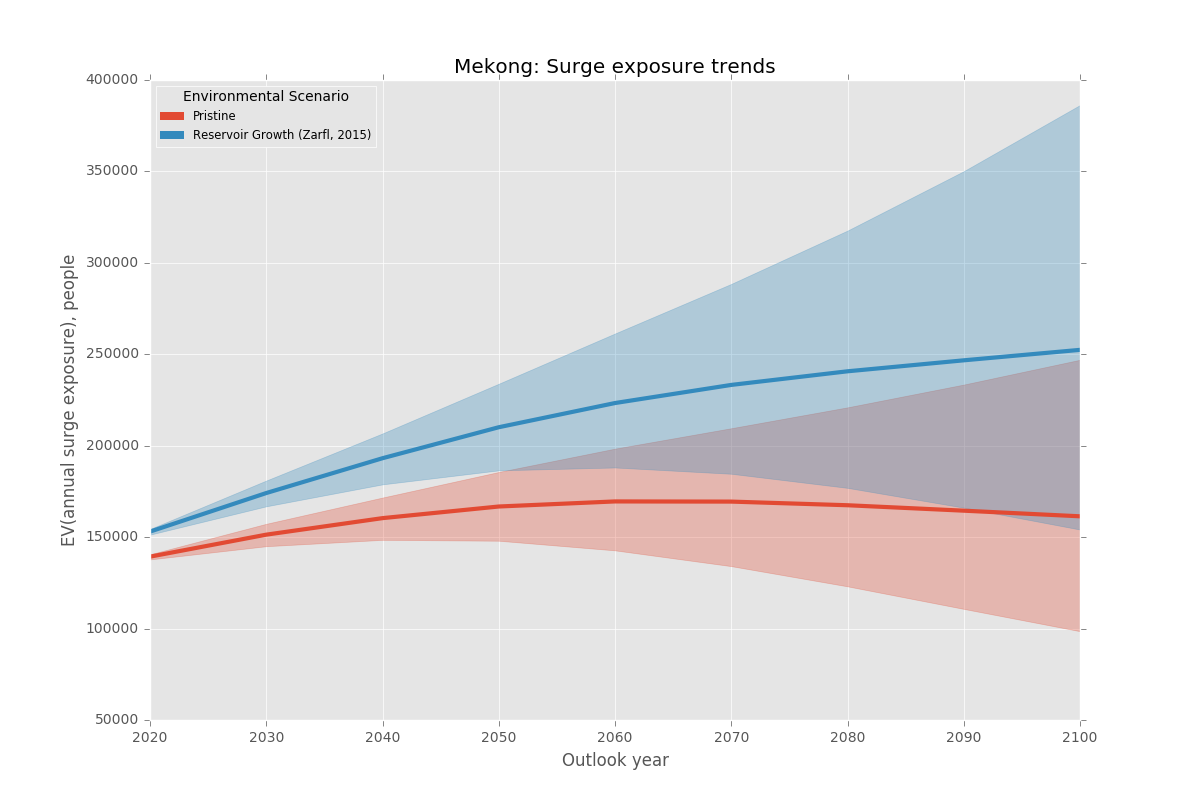 Mekong: Surge exposure trends
Environmental Scenario
Pristine
Reservoir Growth (Zarfl, 2015)
400000
350000
300000
250000
200000
150000
100000
50000
EV(annual surge exposure), people
2020 2030 2040 2050 2060 2070 2080 2090 2100
Outlook year